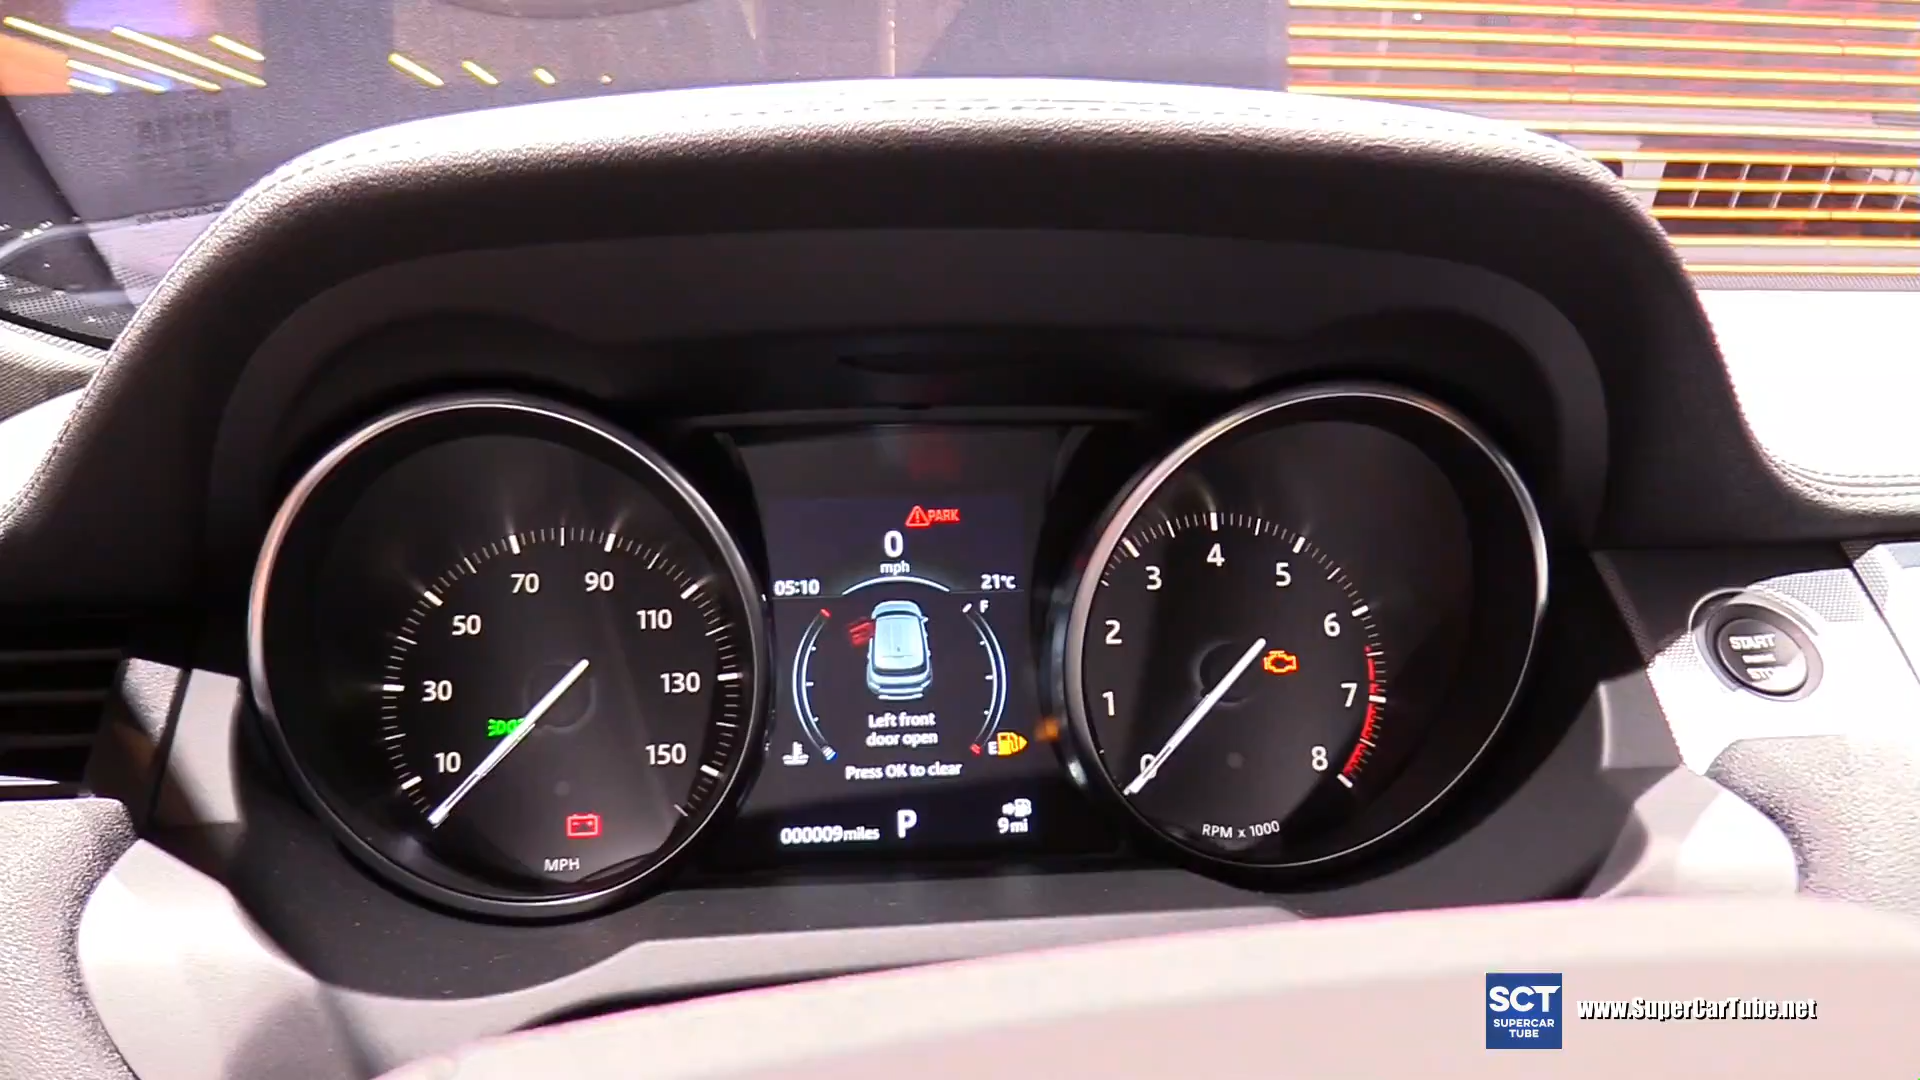 PARK
0
mph
05:10
21°C
F
Left front
door open
E
Press OK to clear
000009miles
P
9mi
10
30
50
70
90
110
130
150
MPH
0
1
2
3
4
5
6
7
8
RPM x 1000
START
SCT
SUPERCAR
TUBE
www.SuperCarTube.net